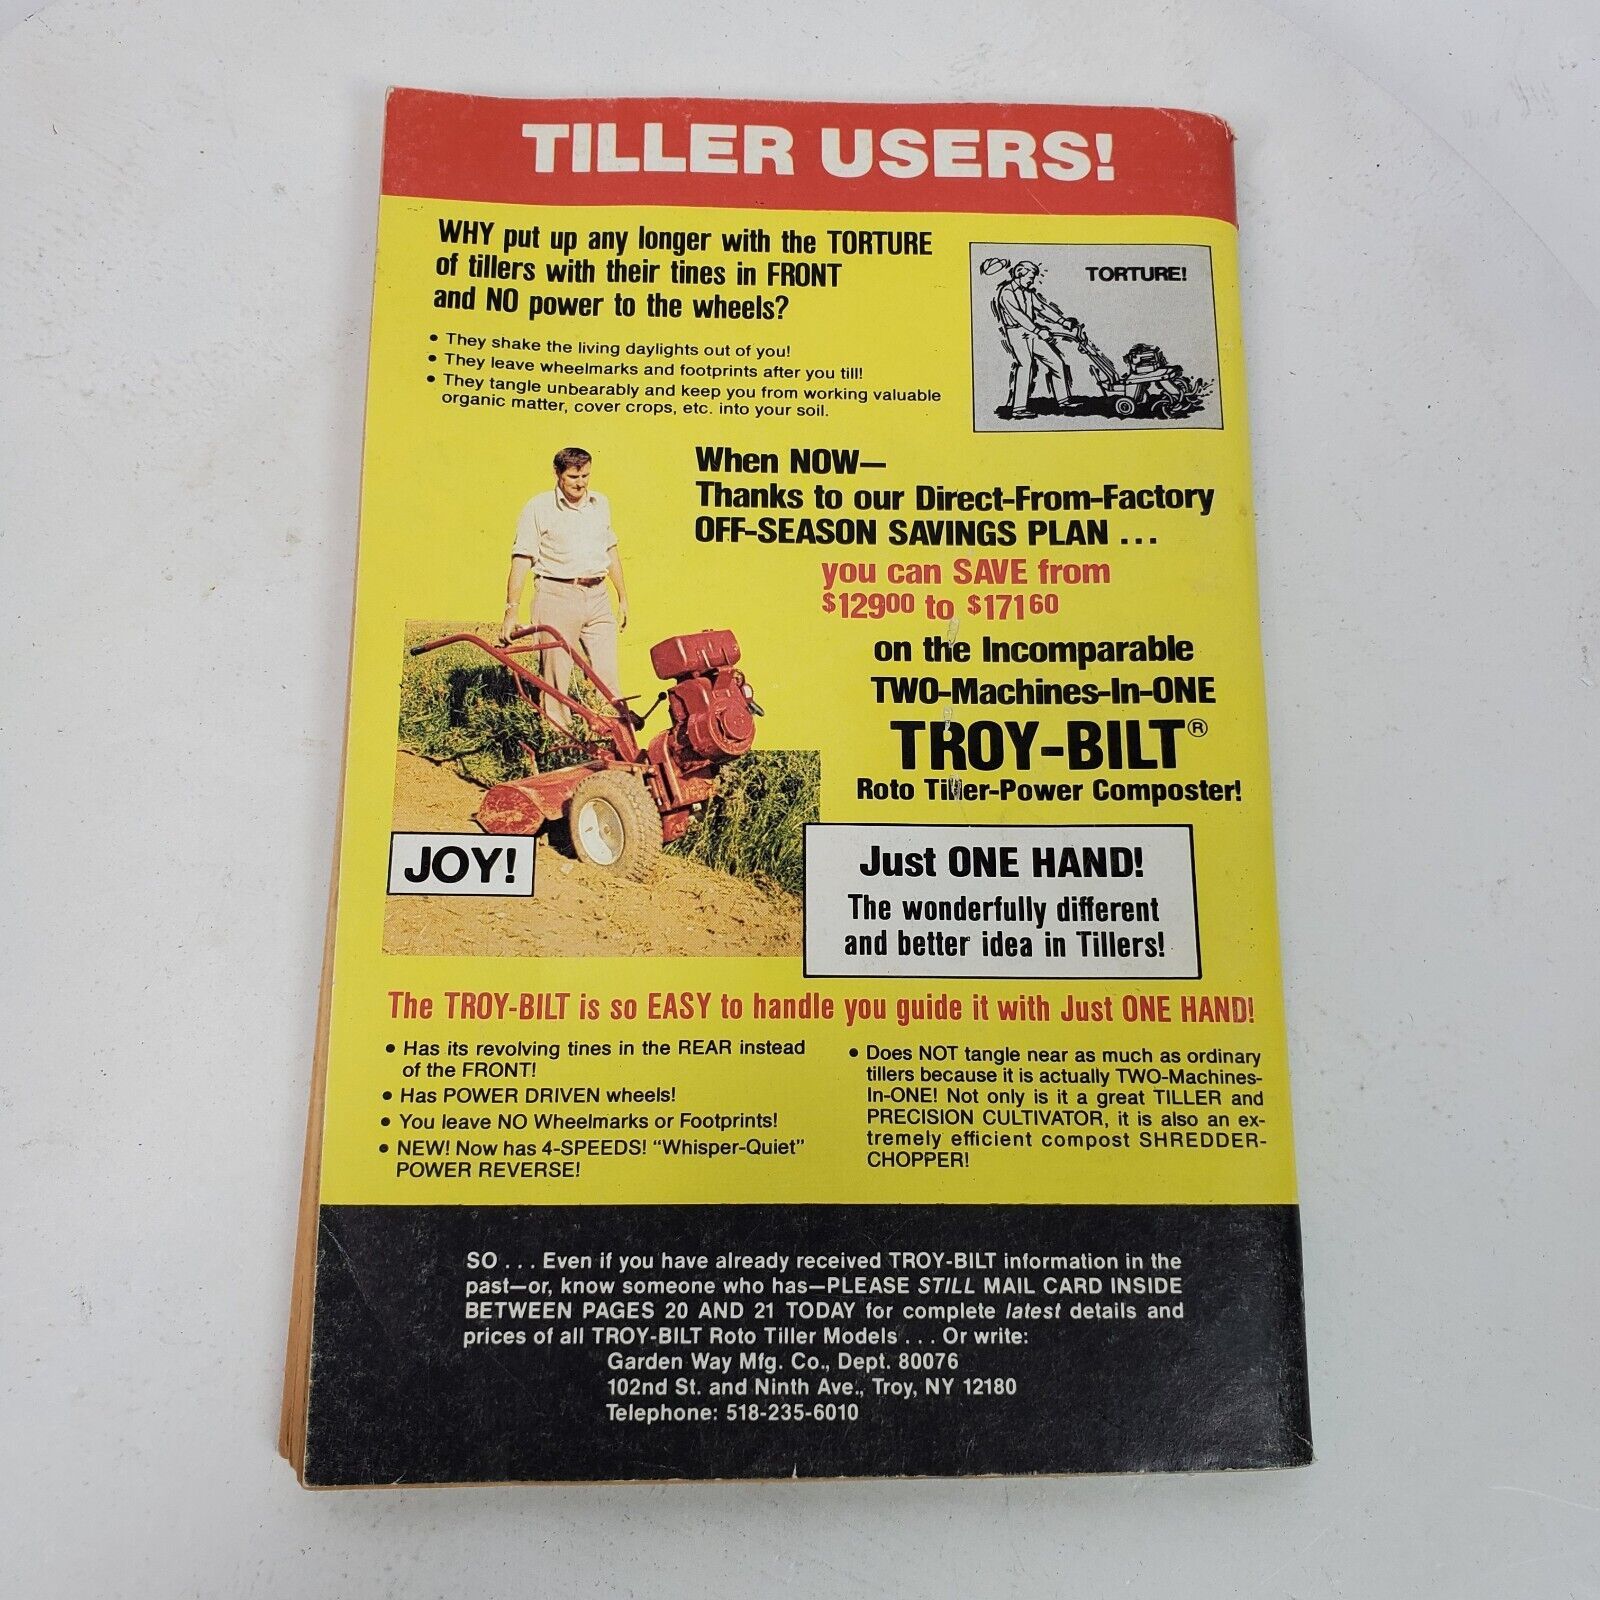 TILLER USERS!
WHY put up any longer with the TORTURE
of tillers with their tines in FRONT
and NO power to the wheels?
• They shake the living daylights out of you!
• They leave wheelmarks and footprints after you till!
• They tangle unbearably and keep you from working valuable
organic matter, cover crops, etc. into your soil.
TORTURE!
When NOW—
Thanks to our Direct-From-Factory
OFF-SEASON SAVINGS PLAN ...
you can SAVE from
$12900 to $17160
on the Incomparable
TWO-Machines-In-ONE
TROY-BILT®
Roto Tiller-Power Composter!
JOY!
Just ONE HAND!
The wonderfully different
and better idea in Tillers!
The TROY-BILT is so EASY to handle you guide it with Just ONE HAND!
• Has its revolving tines in the REAR instead
of the FRONT!
• Has POWER DRIVEN wheels!
• You leave NO Wheelmarks or Footprints!
• NEW! Now has 4-SPEEDS! "Whisper-Quiet"
POWER REVERSE!
• Does NOT tangle near as much as ordinary
tillers because it is actually TWO-Machines-
In-ONE! Not only is it a great TILLER and
PRECISION CULTIVATOR, it is also an ex-
tremely efficient compost SHREDDER-
CHOPPER!
SO . . . Even if you have already received TROY-BILT information in the
past—or, know someone who has—PLEASE STILL MAIL CARD INSIDE
BETWEEN PAGES 20 AND 21 TODAY for complete latest details and
prices of all TROY-BILT Roto Tiller Models . . . Or write:
Garden Way Mfg. Co., Dept. 80076
102nd St. and Ninth Ave., Troy, NY 12180
Telephone: 518-235-6010